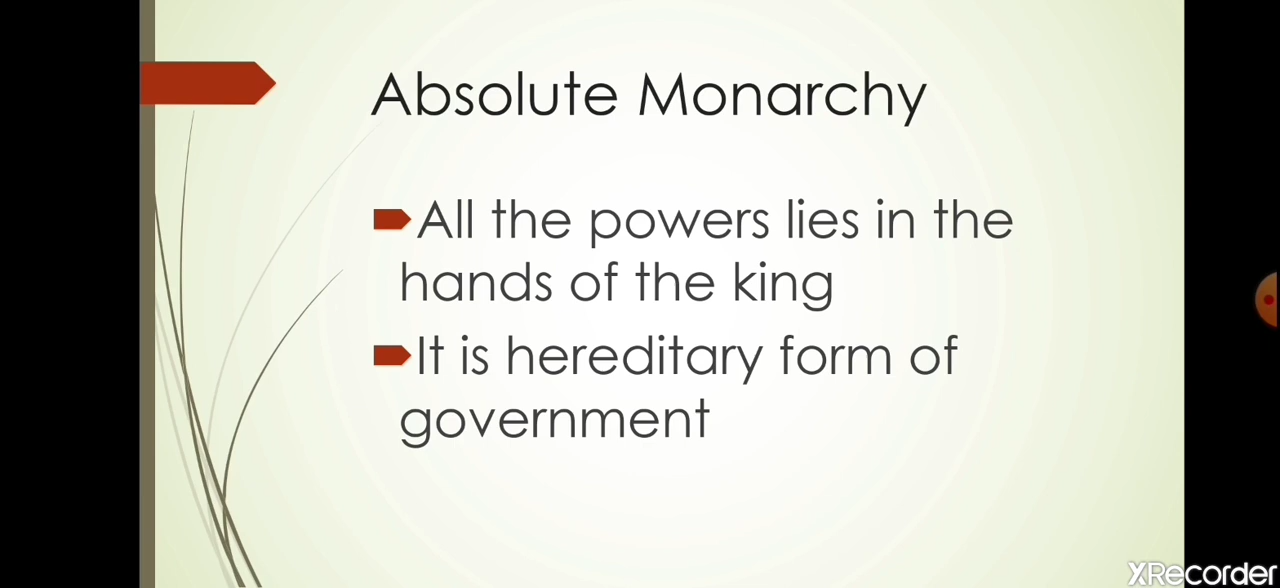 Absolute Monarchy
All the powers lies in the
hands of the king
It is hereditary form of
government
XRecorder